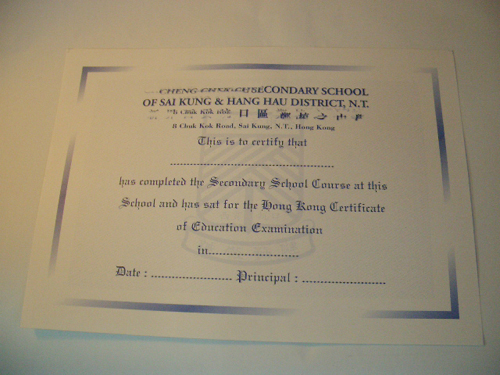 SECONDARY SCHOOL
OF SAI KUNG & HANG HAU DISTRICT, N.T.
8 Chuk Kok Road, Sai Kung, N.T., Hong Kong
This is to certify that
has completed the Secondary School Course at this
School and has sat for the Hong Kong Certificate
of Education Examination
in........................
Date : ........................ Principal : ........................